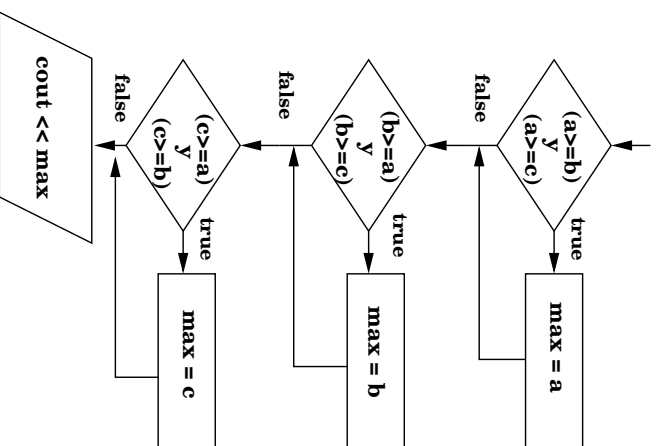 (a>=b)
y
(a>=c)
true
max = a
false
(b>=a)
y
(b>=c)
true
max = b
false
(c>=a)
y
(c>=b)
true
max = c
false
cout << max